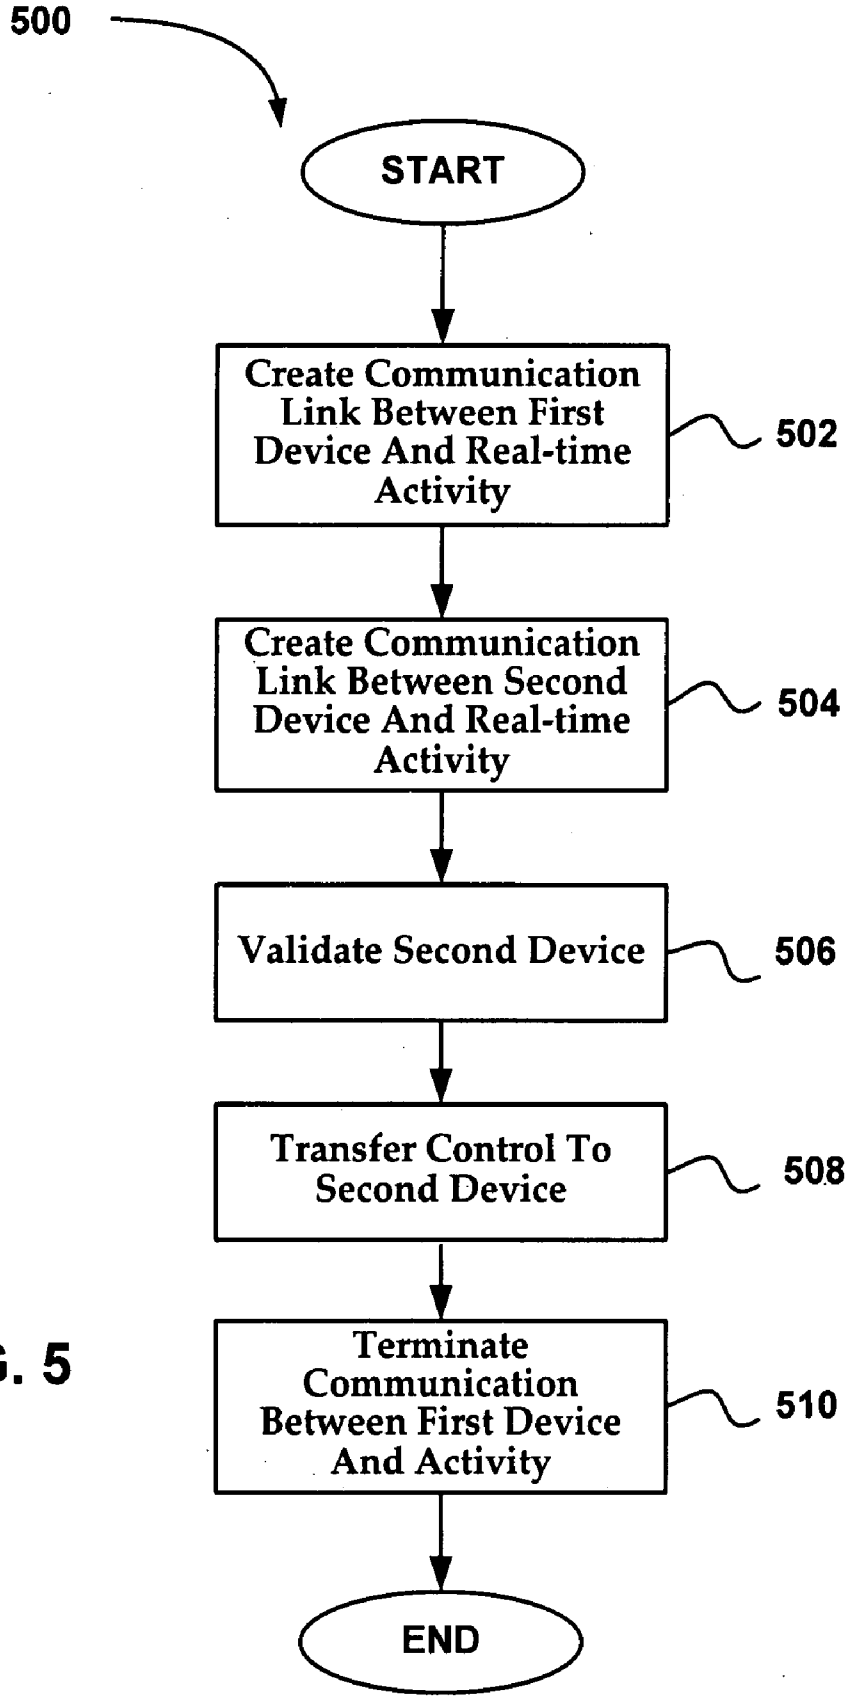 500
START
Create Communication
Link Between First
Device And Real-time
Activity
502
Create Communication
Link Between Second
Device And Real-time
Activity
504
Validate Second Device
506
Transfer Control To
Second Device
508
Terminate
Communication
Between First Device
And Activity
510
. 5
END